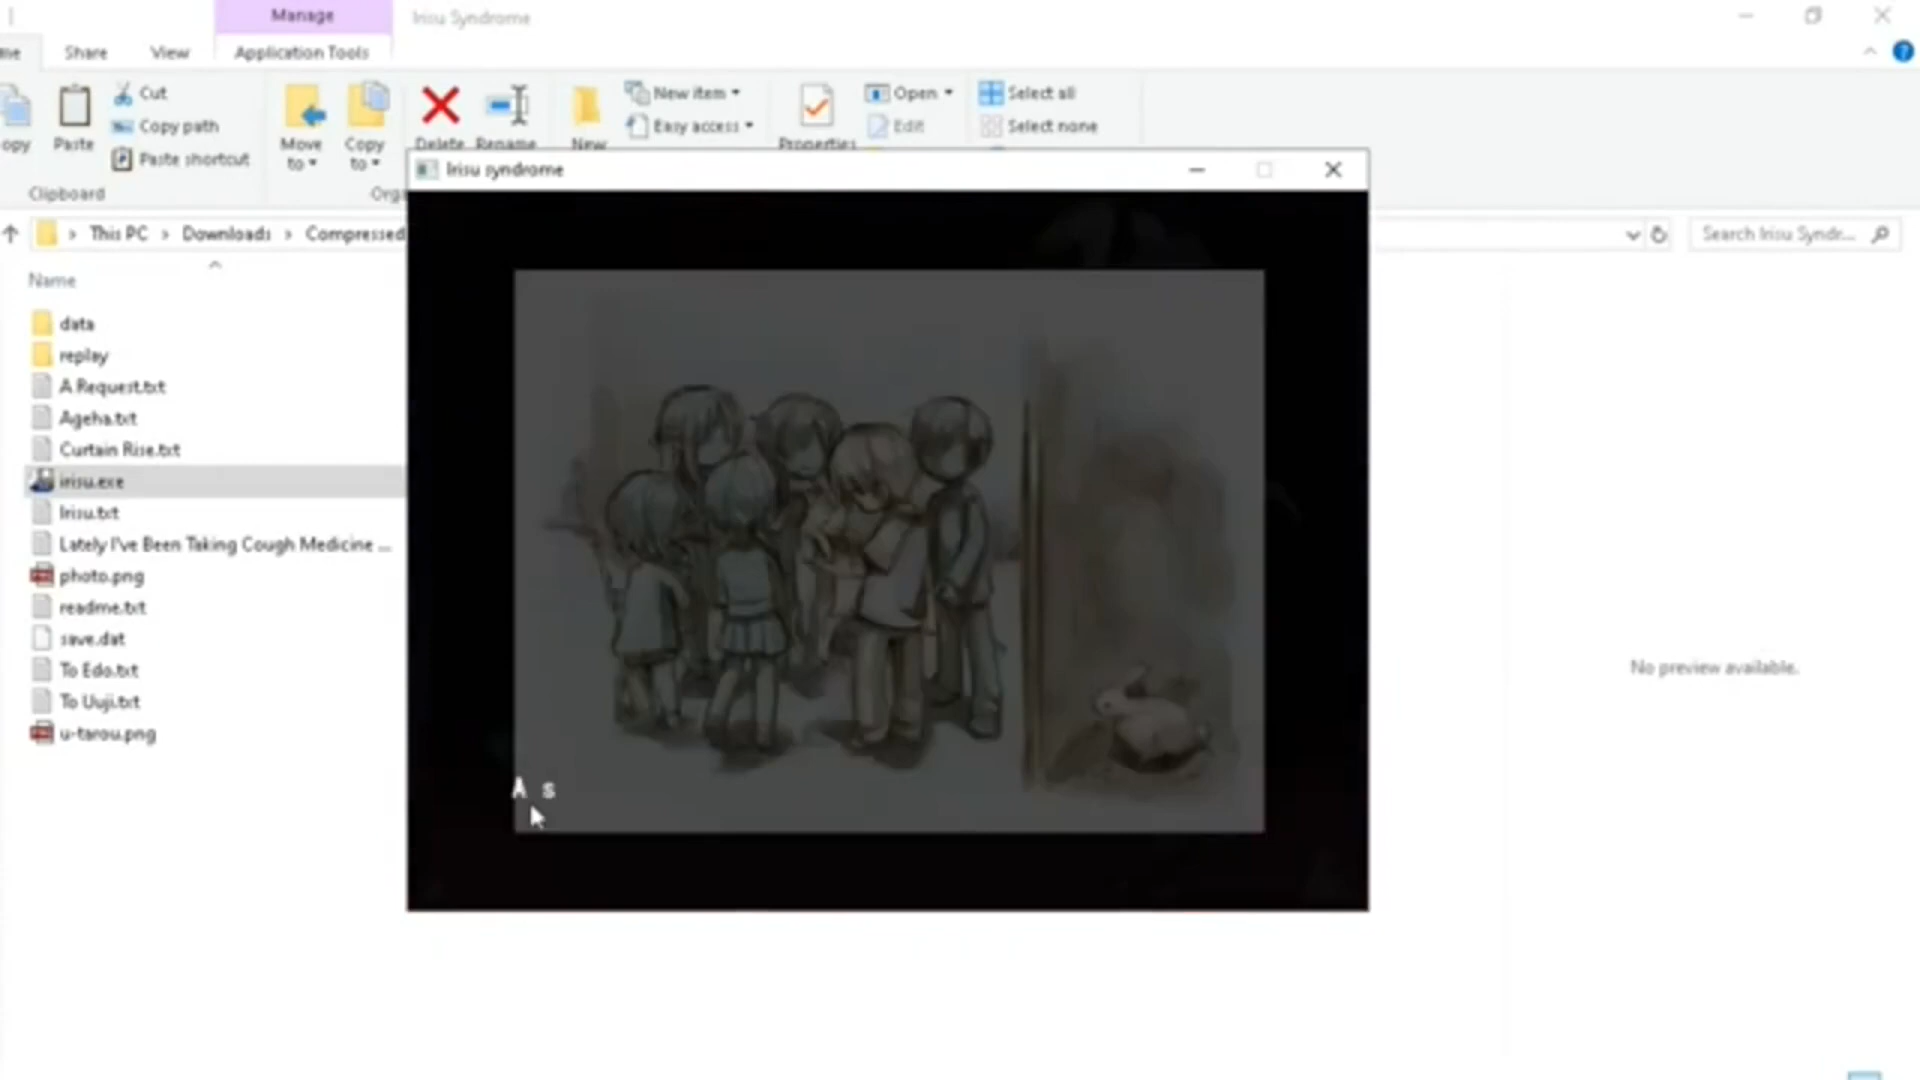 Manage
Irisu Syndrome
Share
View
Application Tools
Cut
Copy path
Paste shortcut
Paste
Move to
Copy to
Delete
Rename
New
New item
Easy access
Properties
Open
Edit
Select all
Select none
Clipboard
This PC > Downloads > Compressed
Search Irisu Syndr...
Irisu syndrome
Name
data
replay
A Request.txt
Ageha.txt
Curtain Rise.txt
irisu.exe
Irisu.txt
Lately I've Been Taking Cough Medicine ...
photo.png
readme.txt
save.dat
To Edo.txt
To Uuji.txt
u-tarou.png
A s
No preview available.